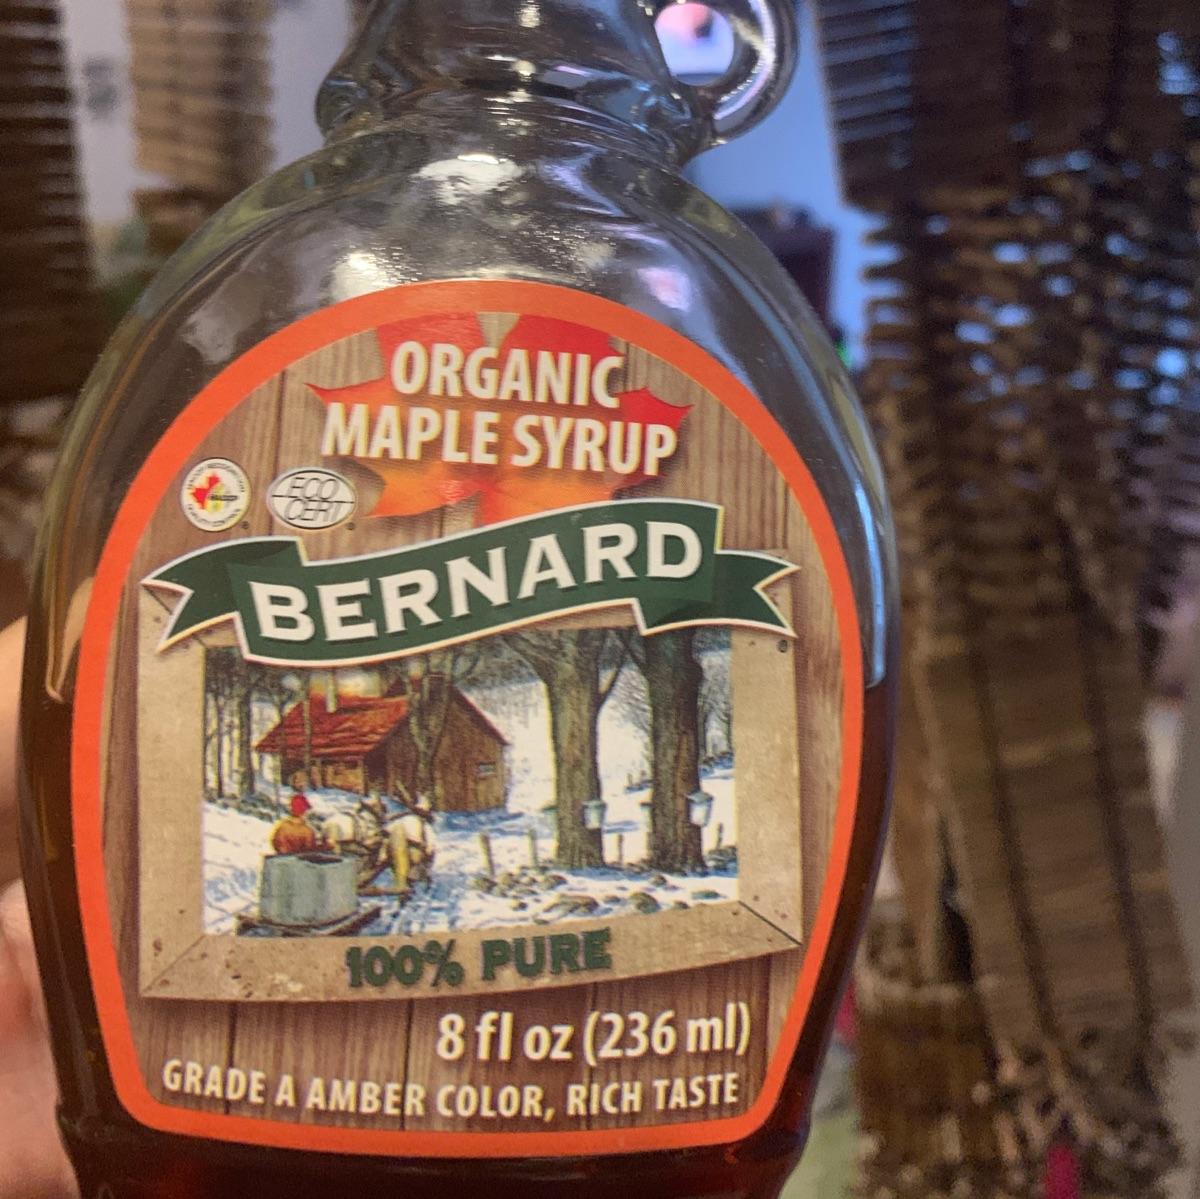 ORGANIC
MAPLE SYRUP
ECO
CERT
BERNARD
100% PURE
8 fl oz (236 ml)
GRADE A AMBER COLOR, RICH TASTE